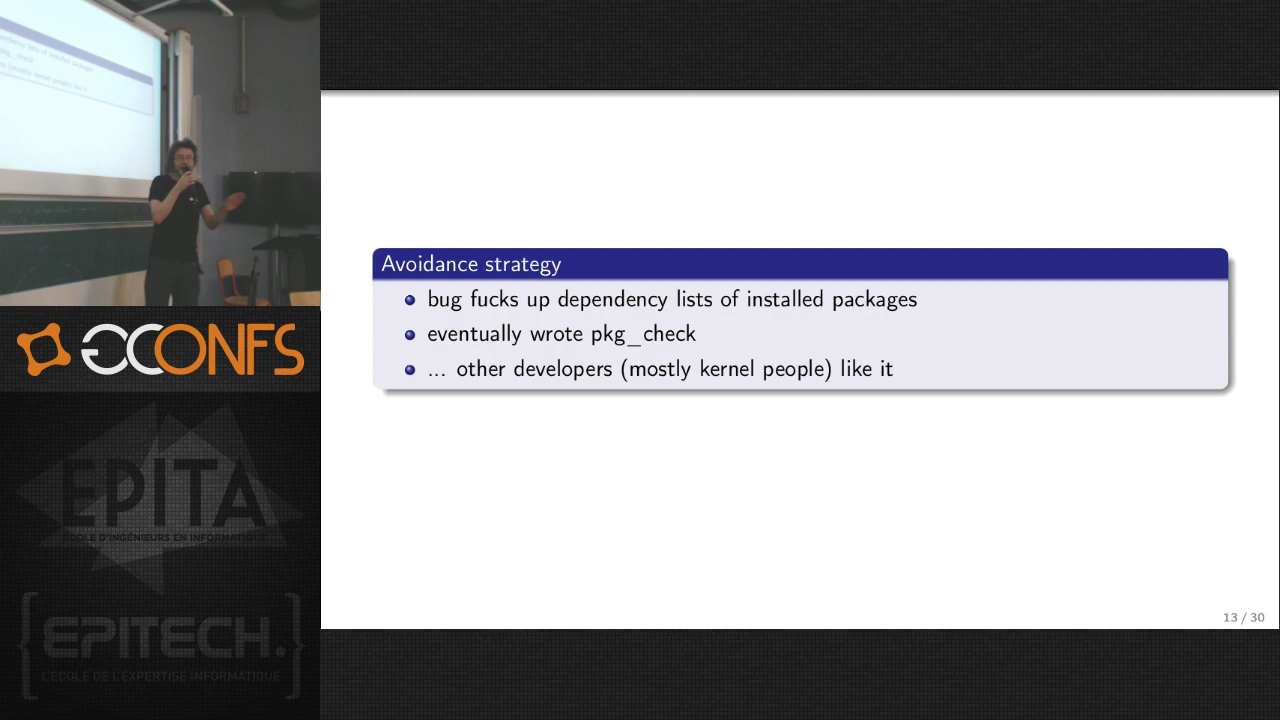 Avoidance strategy
bug fucks up dependency lists of installed packages
eventually wrote pkg_check
... other developers (mostly kernel people) like it
13 / 30
GCONFS
EPITA
ÉCOLE D'INGÉNIEURS EN INFORMATIQUE
{EPITECH.}
L'ÉCOLE DE L'EXPERTISE INFORMATIQUE